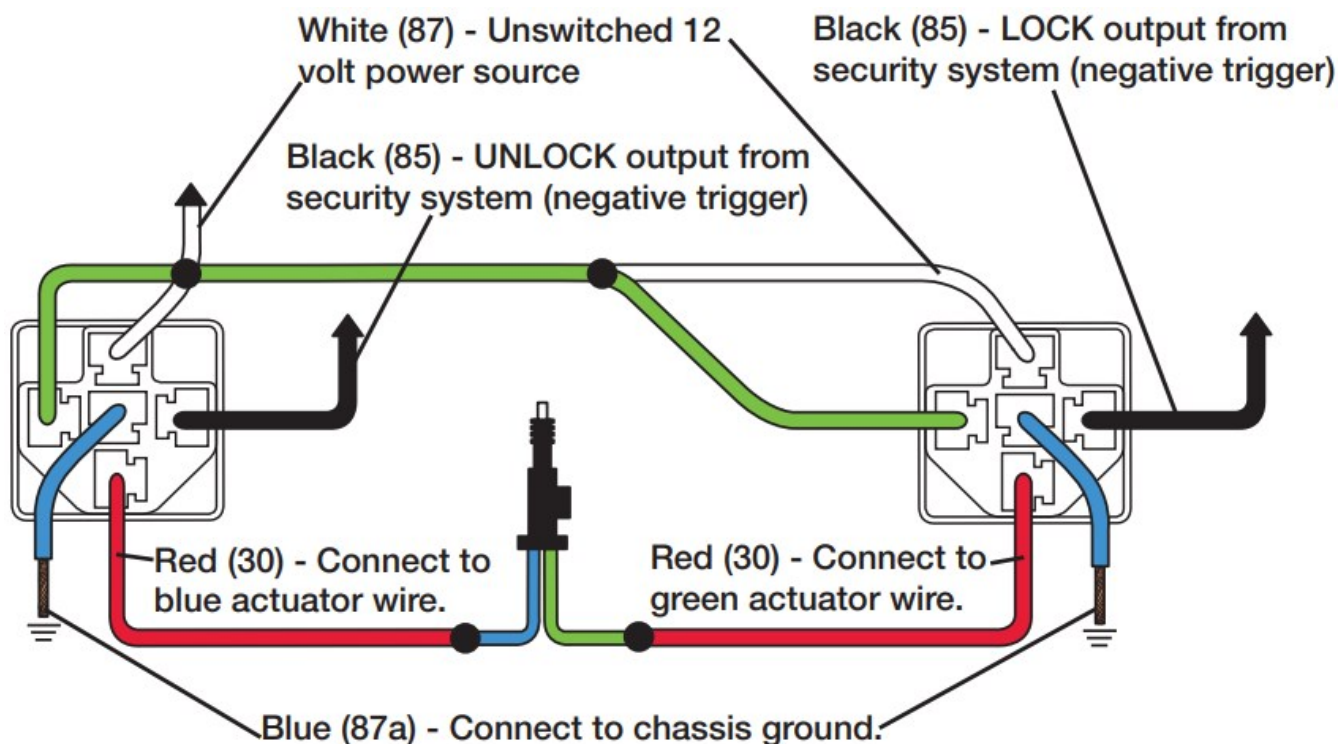 White (87) - Unswitched 12
volt power source
Black (85) - LOCK output from
security system (negative trigger)
Black (85) - UNLOCK output from
security system (negative trigger)
Red (30) - Connect to
blue actuator wire.
Red (30) - Connect to
green actuator wire.
Blue (87a) - Connect to chassis ground.